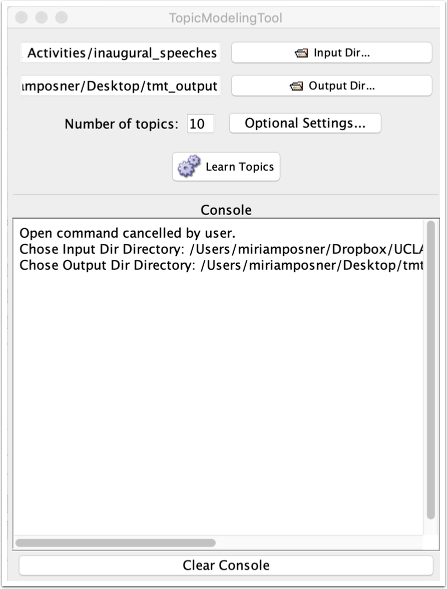 TopicModelingTool
Activities/inaugural_speeches Input Dir...
mposner/Desktop/tmt_output Output Dir...
Number of topics: 10 Optional Settings...
Learn Topics
Console
Open command cancelled by user.
Chose Input Dir Directory: /Users/miriamposner/Dropbox/UCLA
Chose Output Dir Directory: /Users/miriamposner/Desktop/tmt
Clear Console